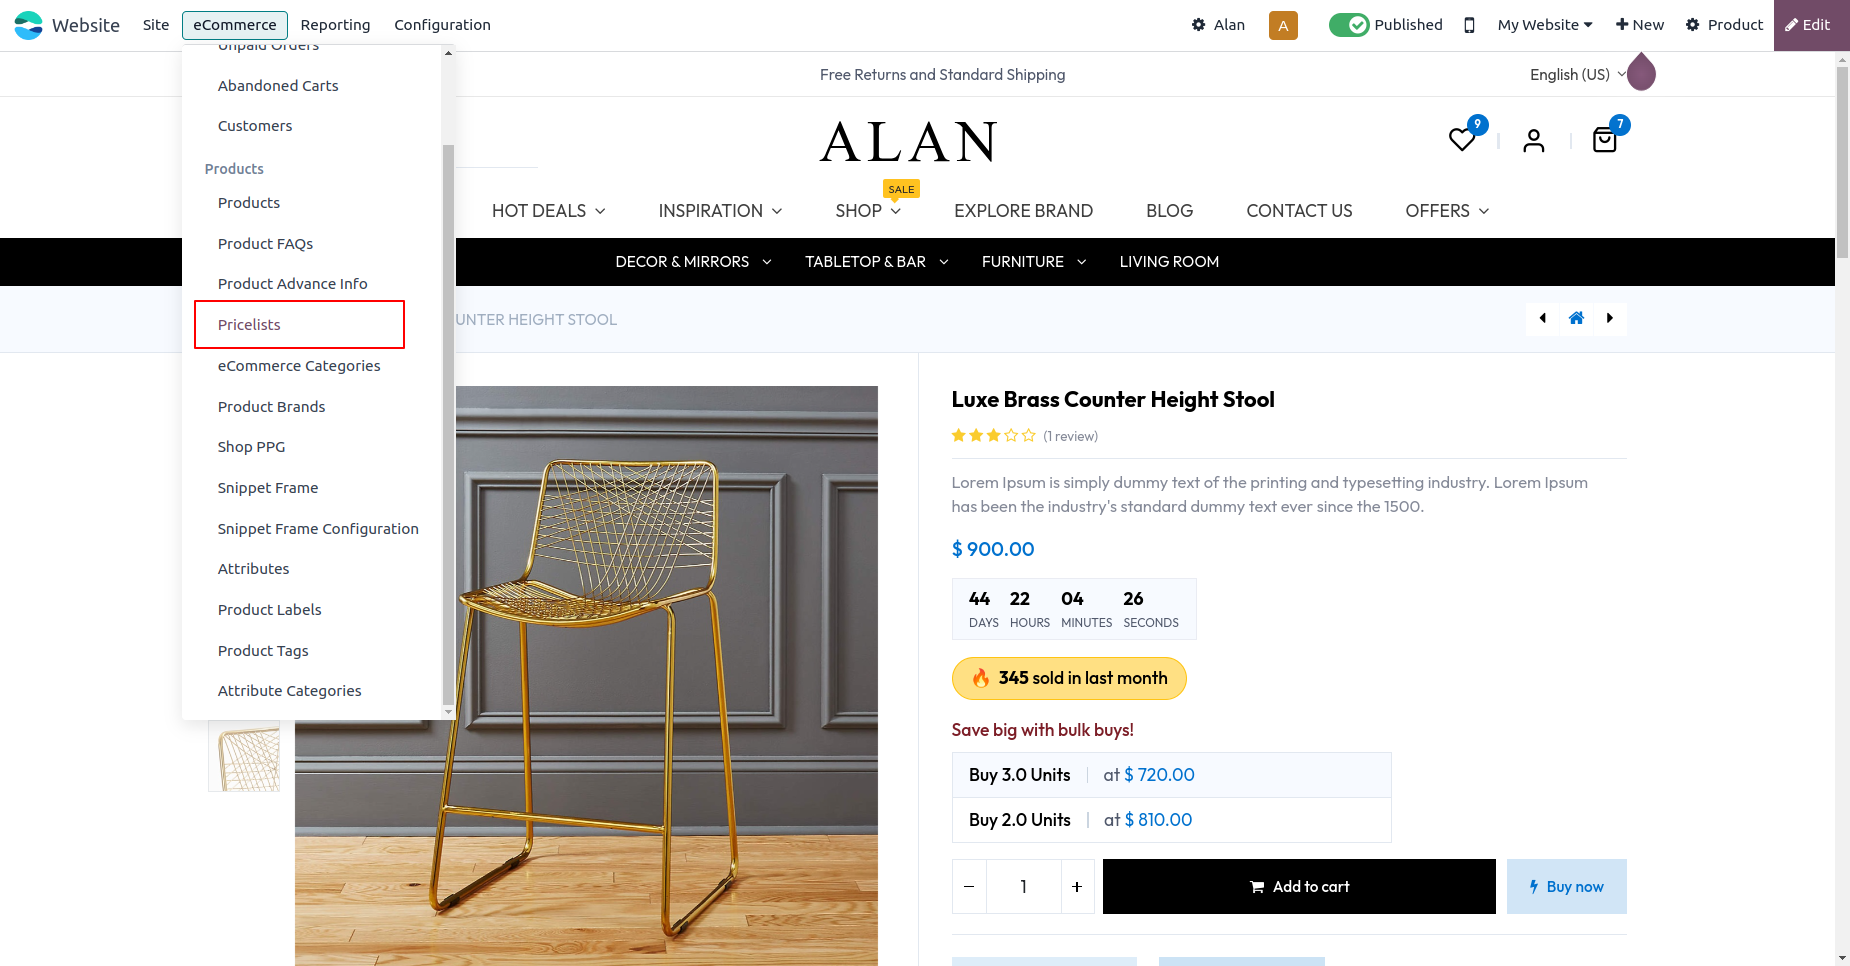 Website Site eCommerce Reporting Configuration Alan A Published My Website New Product Edit
Unpaid Orders
Abandoned Carts
Customers
Products
Products
Product FAQs
Product Advance Info
Pricelists
eCommerce Categories
Product Brands
Shop PPG
Snippet Frame
Snippet Frame Configuration
Attributes
Product Labels
Product Tags
Attribute Categories
Free Returns and Standard Shipping
English (US)
ALAN
9
7
SALE
HOT DEALS INSPIRATION SHOP EXPLORE BRAND BLOG CONTACT US OFFERS
DECOR & MIRRORS TABLETOP & BAR FURNITURE LIVING ROOM
UNTER HEIGHT STOOL
Luxe Brass Counter Height Stool
(1 review)
Lorem Ipsum is simply dummy text of the printing and typesetting industry. Lorem Ipsum
has been the industry's standard dummy text ever since the 1500.
$ 900.00
44 22 04 26
DAYS HOURS MINUTES SECONDS
345 sold in last month
Save big with bulk buys!
Buy 3.0 Units at $ 720.00
Buy 2.0 Units at $ 810.00
− 1 + Add to cart Buy now